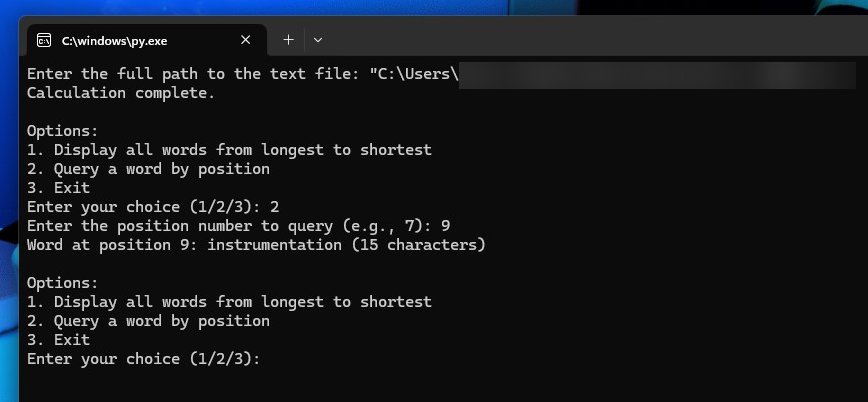 C:\windows\py.exe
Enter the full path to the text file: "C:\Users\
Calculation complete.
Options:
1. Display all words from longest to shortest
2. Query a word by position
3. Exit
Enter your choice (1/2/3): 2
Enter the position number to query (e.g., 7): 9
Word at position 9: instrumentation (15 characters)
Options:
1. Display all words from longest to shortest
2. Query a word by position
3. Exit
Enter your choice (1/2/3):